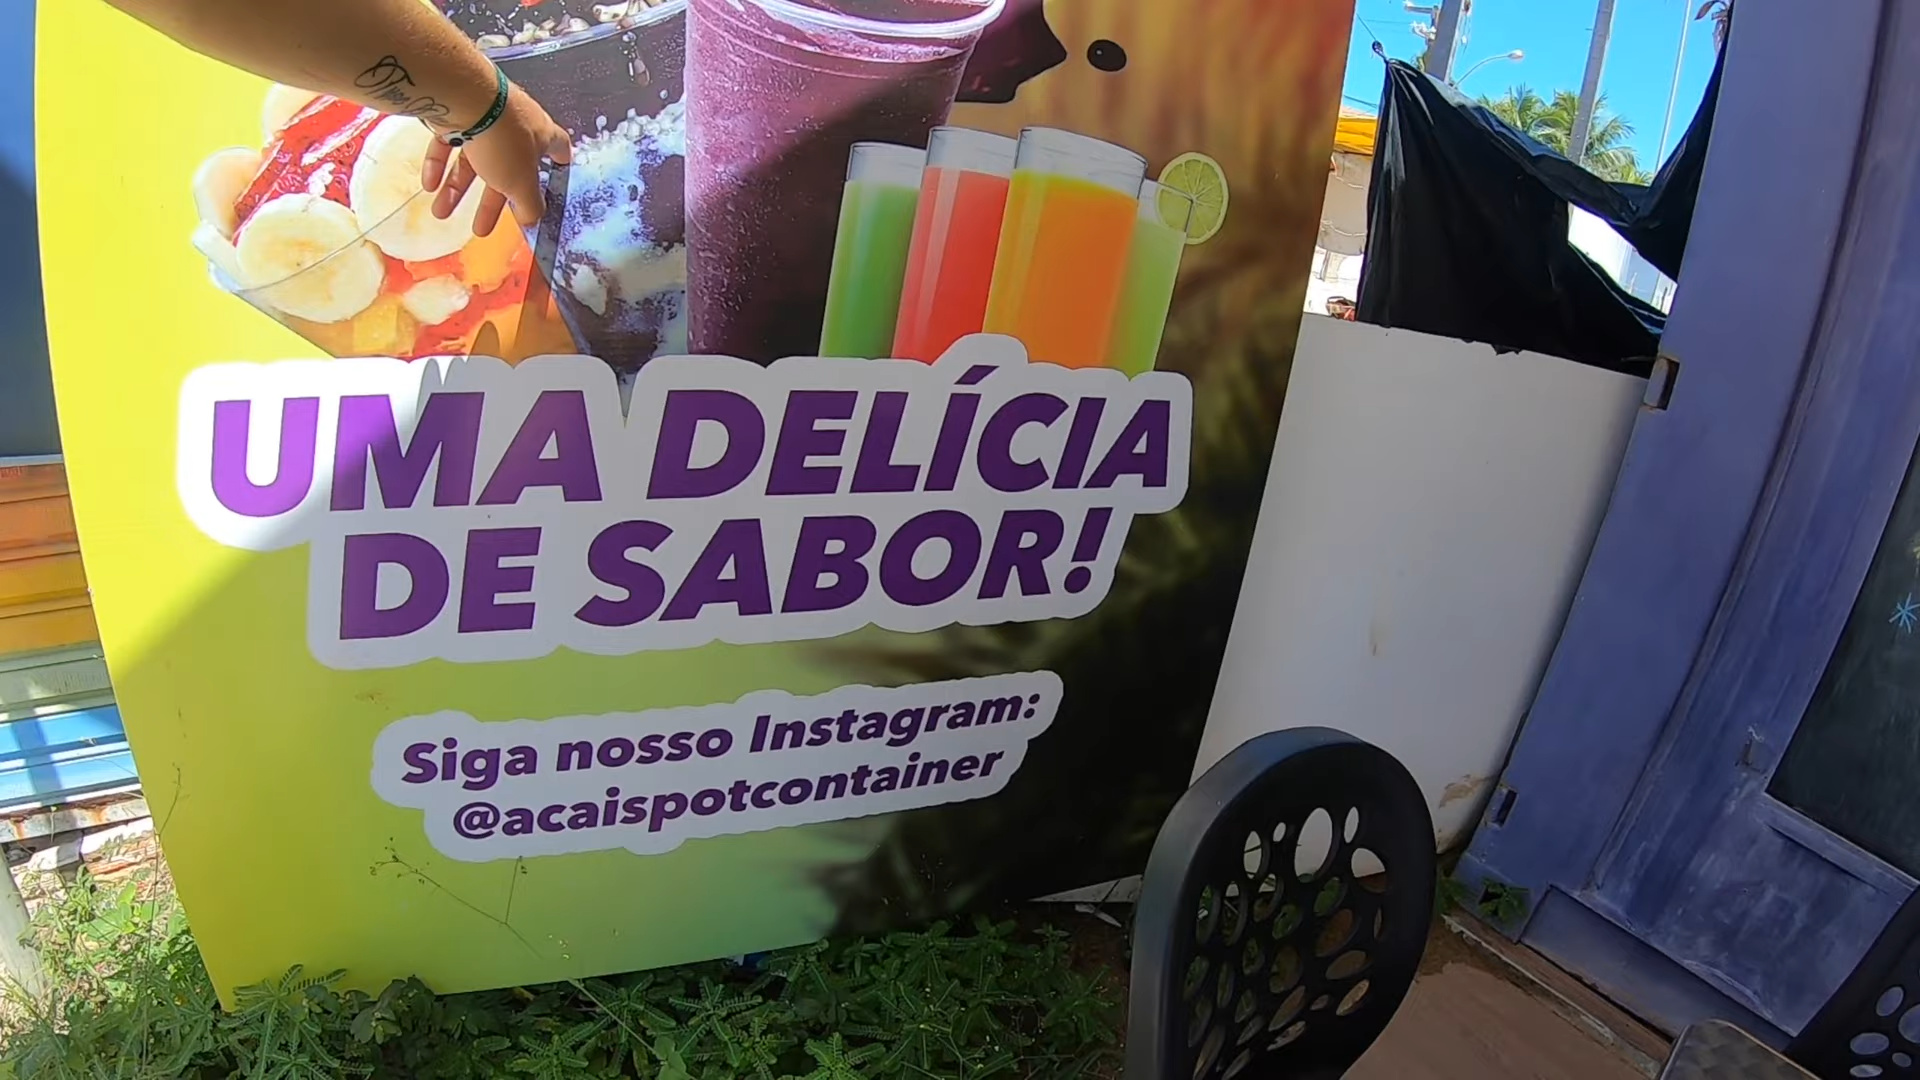 UMA DELÍCIA
DE SABOR!
Siga nosso Instagram:
@acaispotcontainer